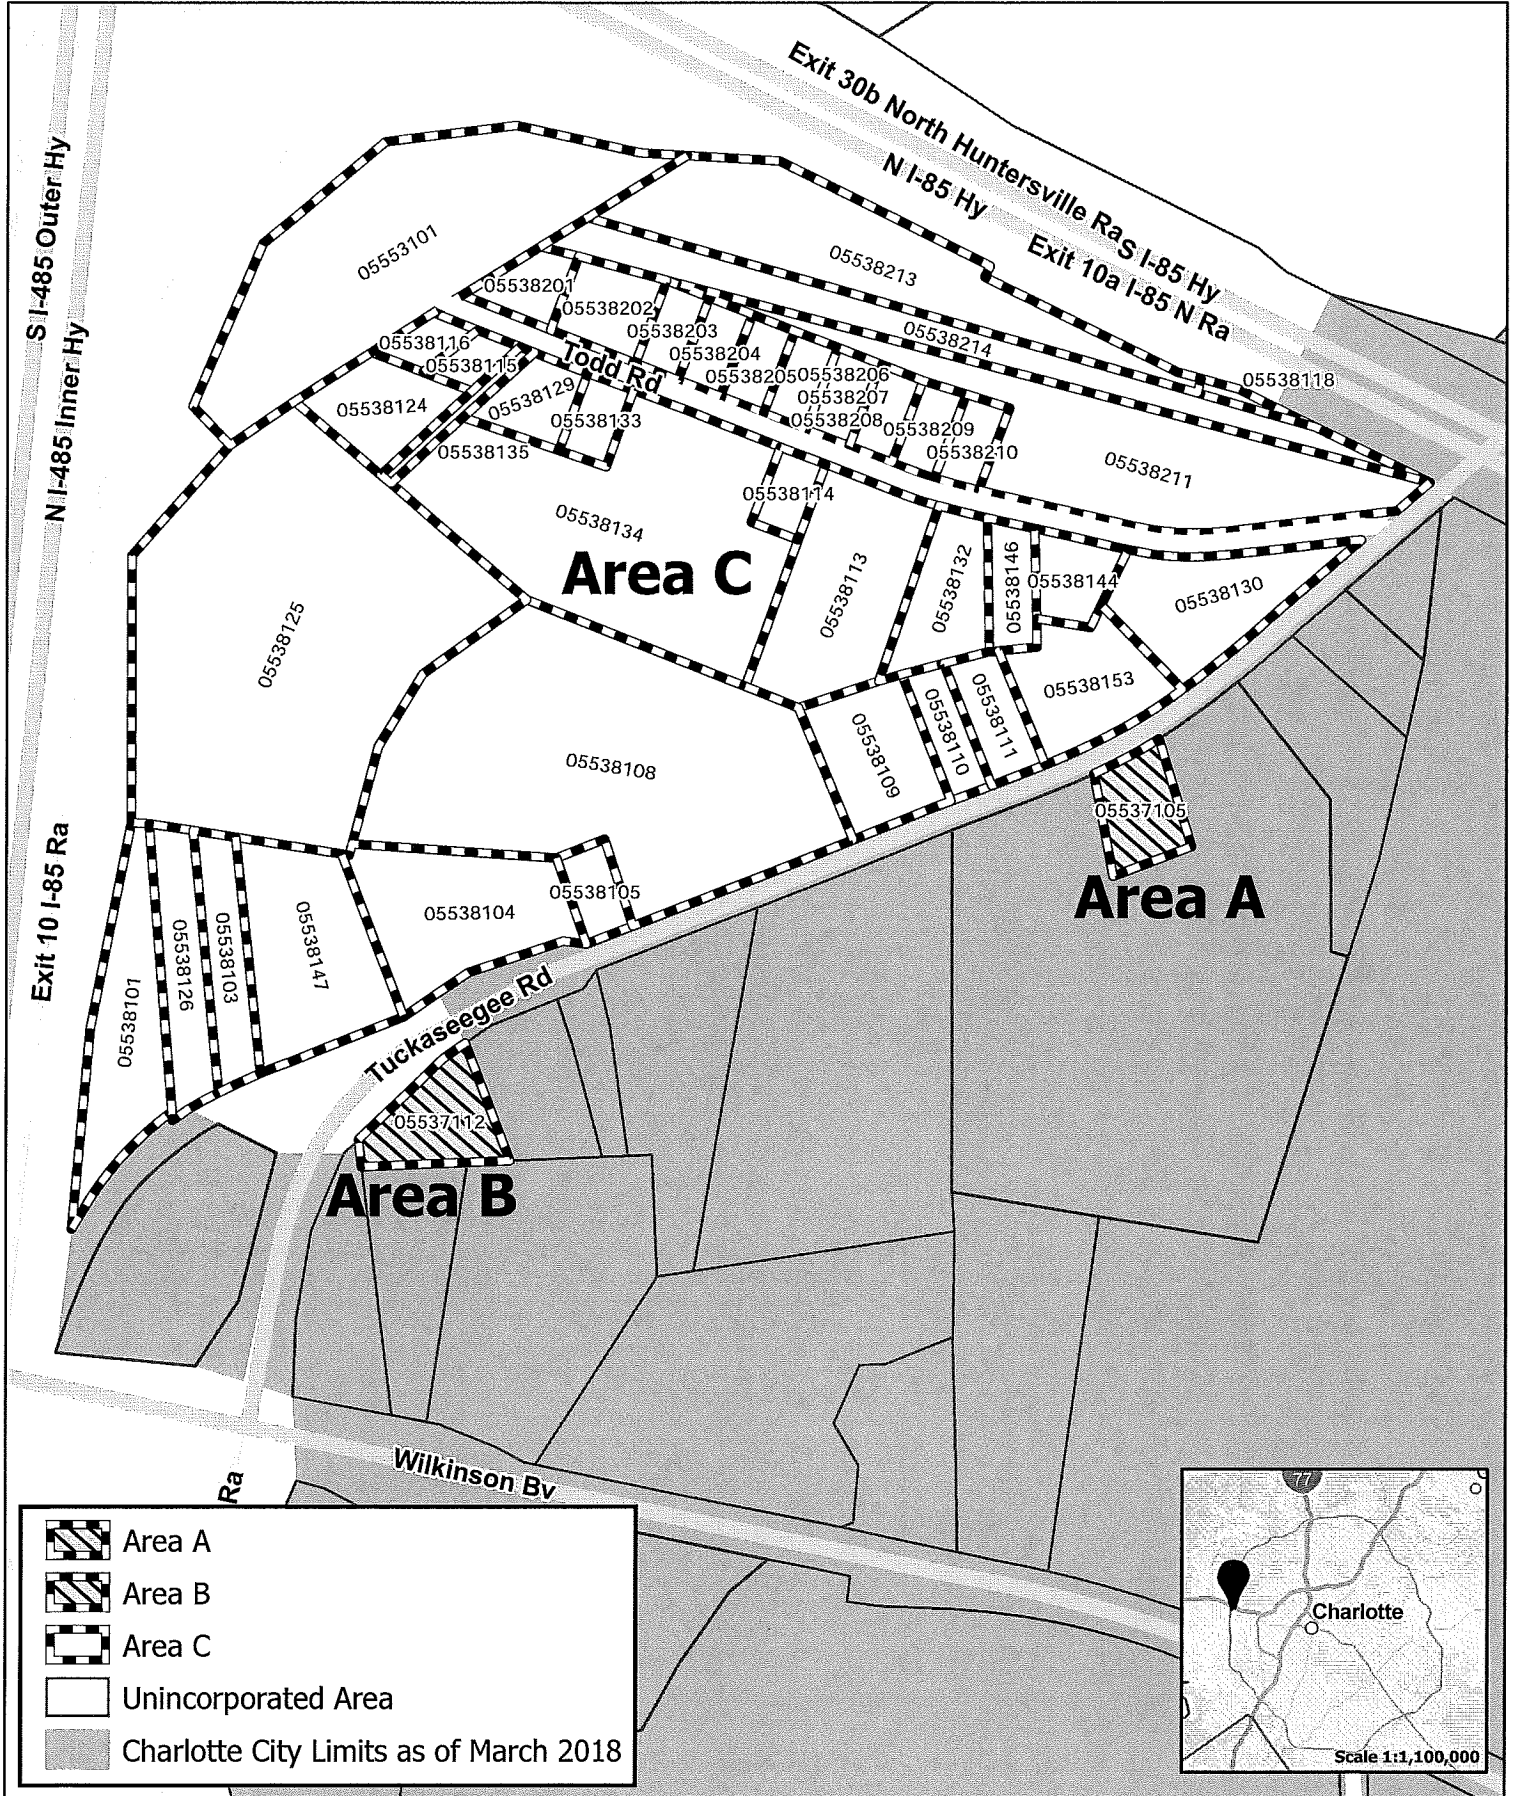 Exit 30b North Huntersville Ra
S I-85 Hy
N I-85 Hy
Exit 10a I-85 N Ra
S I-485 Outer Hy
N I-485 Inner Hy
Exit 10 I-85 Ra
05553101
05538213
05538201
05538202
05538203
05538204
05538205
05538206
05538207
05538208
05538209
05538210
05538214
05538118
05538116
05538115
Todd Rd
05538124
05538129
05538133
05538135
05538211
05538114
05538134
Area C
05538113
05538132
05538146
05538144
05538130
05538125
05538153
05538108
05538109
05538110
05538111
05537105
Area A
05538105
05538104
05538147
05538103
05538126
05538101
Tuckaseegee Rd
05537112
Area B
Wilkinson Bv
Ra
Area A
Area B
Area C
Unincorporated Area
Charlotte City Limits as of March 2018
77
Charlotte
Scale 1:1,100,000